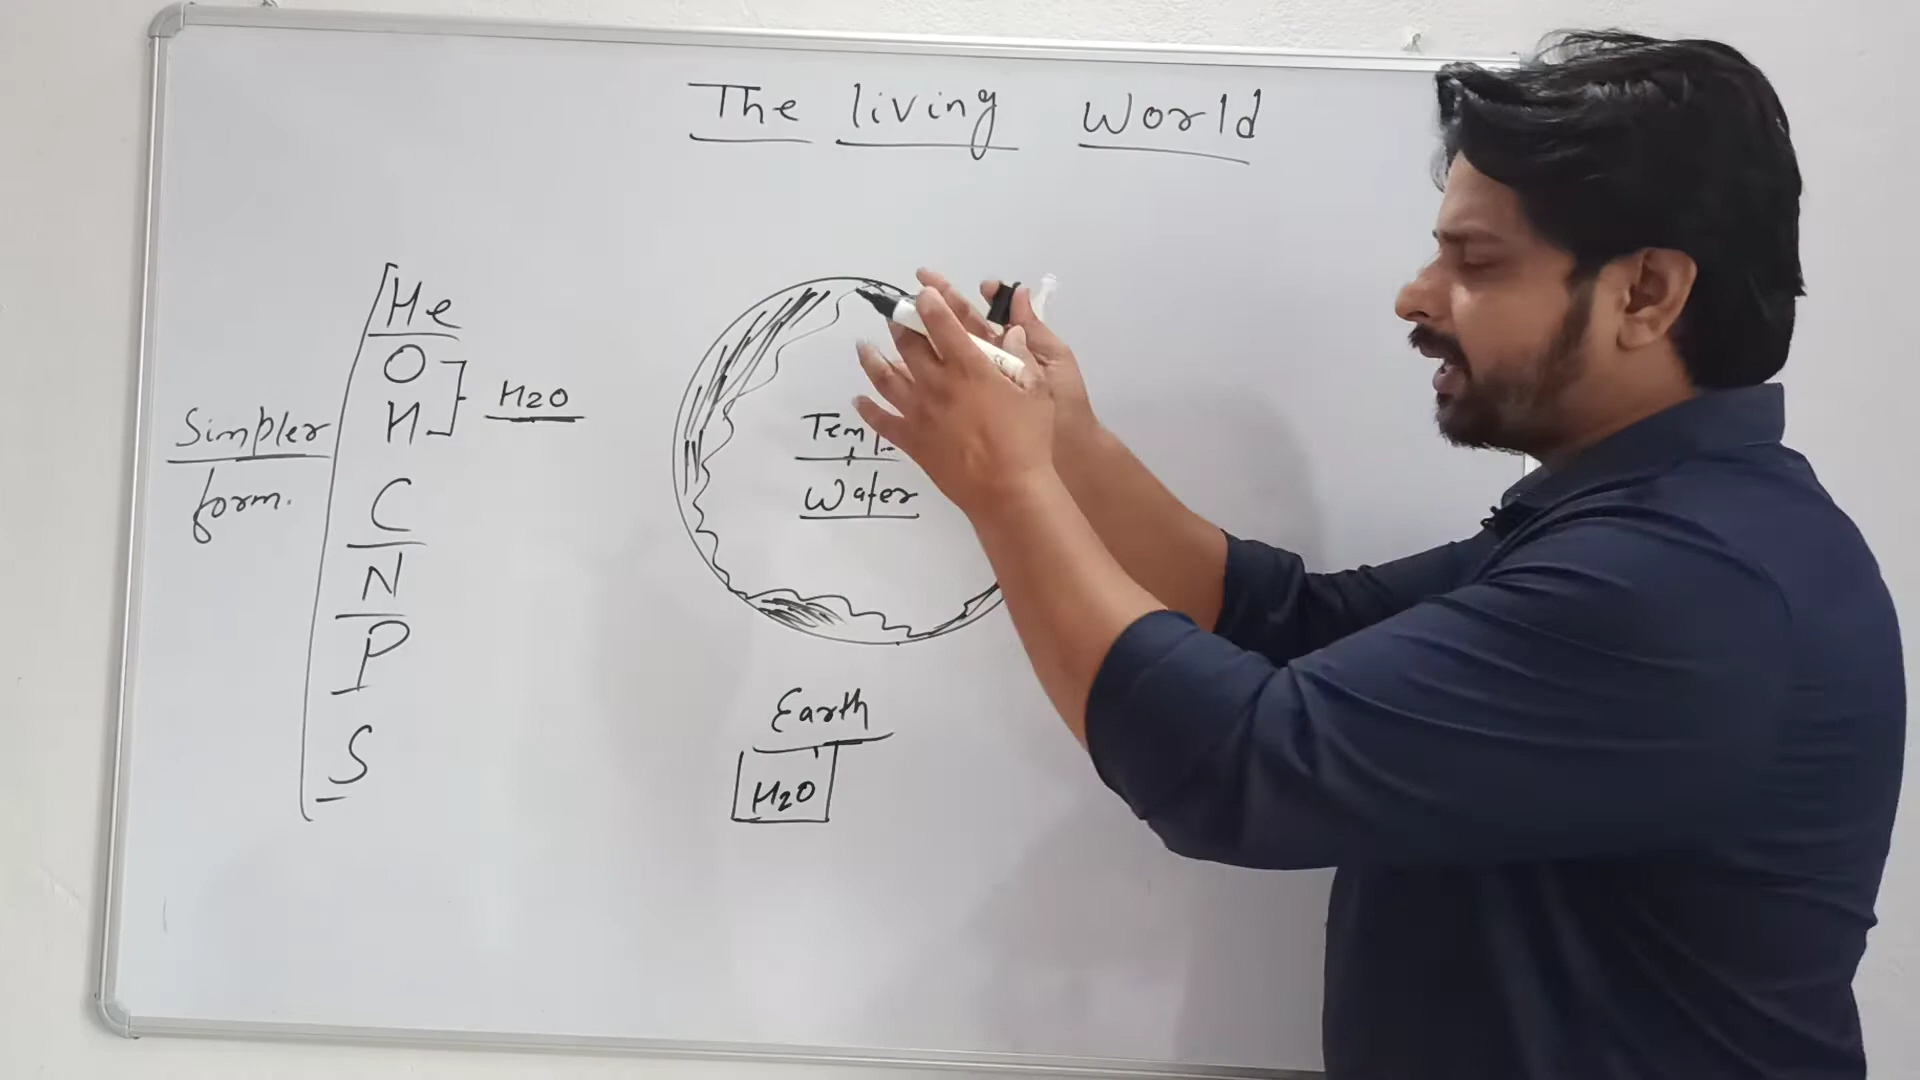 The living World
He
O
H
H2O
Simpler
form.
C
N
P
S
Temp
Water
Earth
H2O